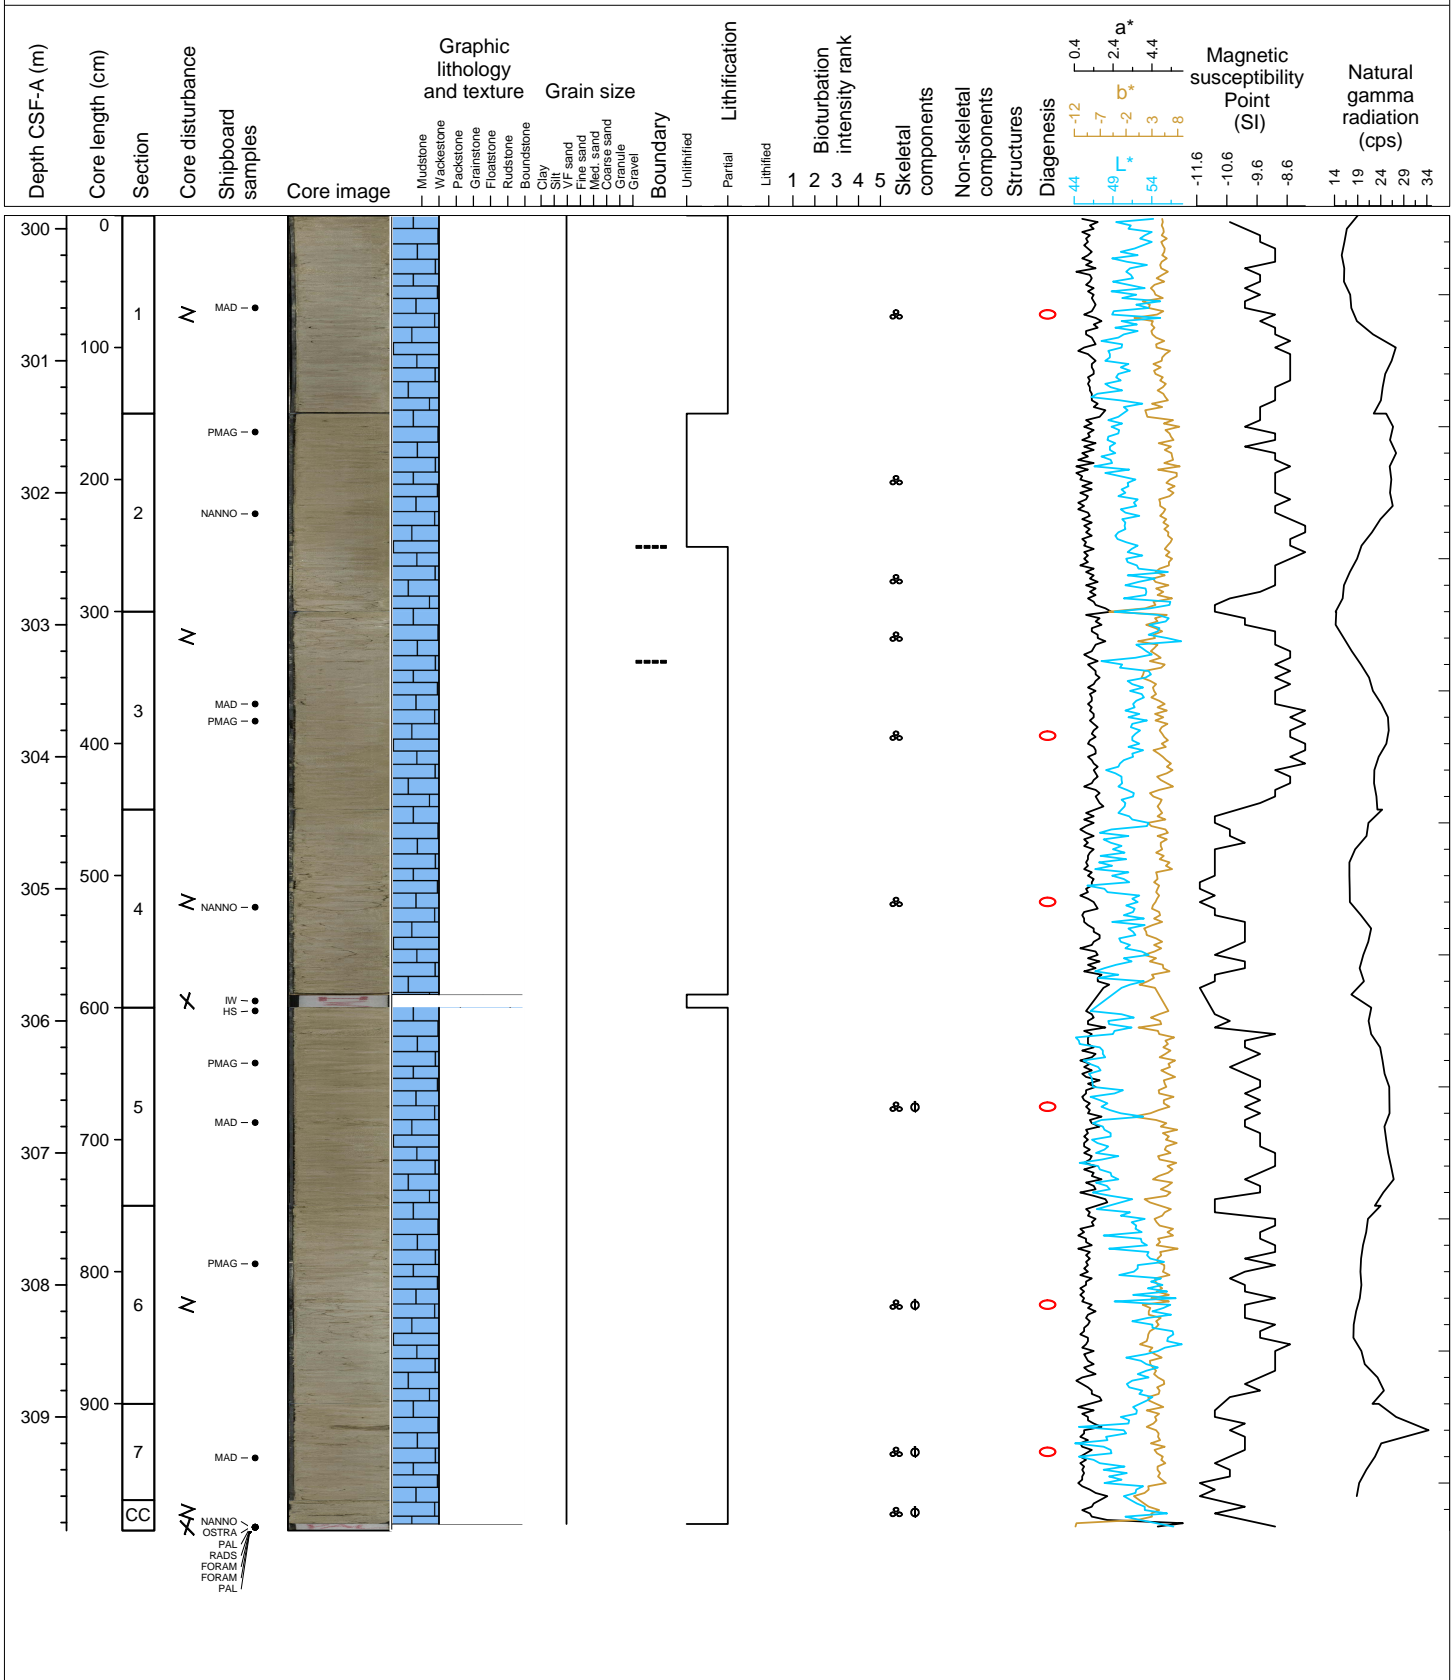 Depth CSF-A (m)
Core length (cm)
Section
Core disturbance
Shipboard
samples
Core image
Graphic
lithology
and texture
Mudstone
Wackestone
Packstone
Grainstone
Floatstone
Rudstone
Boundstone
Grain size
Clay
Silt
VF sand
Fine sand
Med. sand
Coarse sand
Granule
Gravel
Boundary
Lithification
Unlithified
Partial
Lithified
Bioturbation
intensity rank
1 2 3 4 5
Skeletal
components
Non-skeletal
components
Structures
Diagenesis
a*
0.4 2.4 4.4
b*
-12 -7 -2 3 8
L*
44 49 54
Magnetic
susceptibility
Point
(SI)
-11.6 -10.6 -9.6 -8.6
Natural
gamma
radiation
(cps)
14 19 24 29 34
300 0
1 MAD
100
301
PMAG
200
302
2 NANNO
300
303
MAD
3 PMAG
400
304
500
305
4 NANNO
IW
600
HS
306
PMAG
5
MAD
700
307
PMAG
800
308
6
900
309
7 MAD
CC
NANNO
OSTRA
PAL
RADS
FORAM
FORAM
PAL